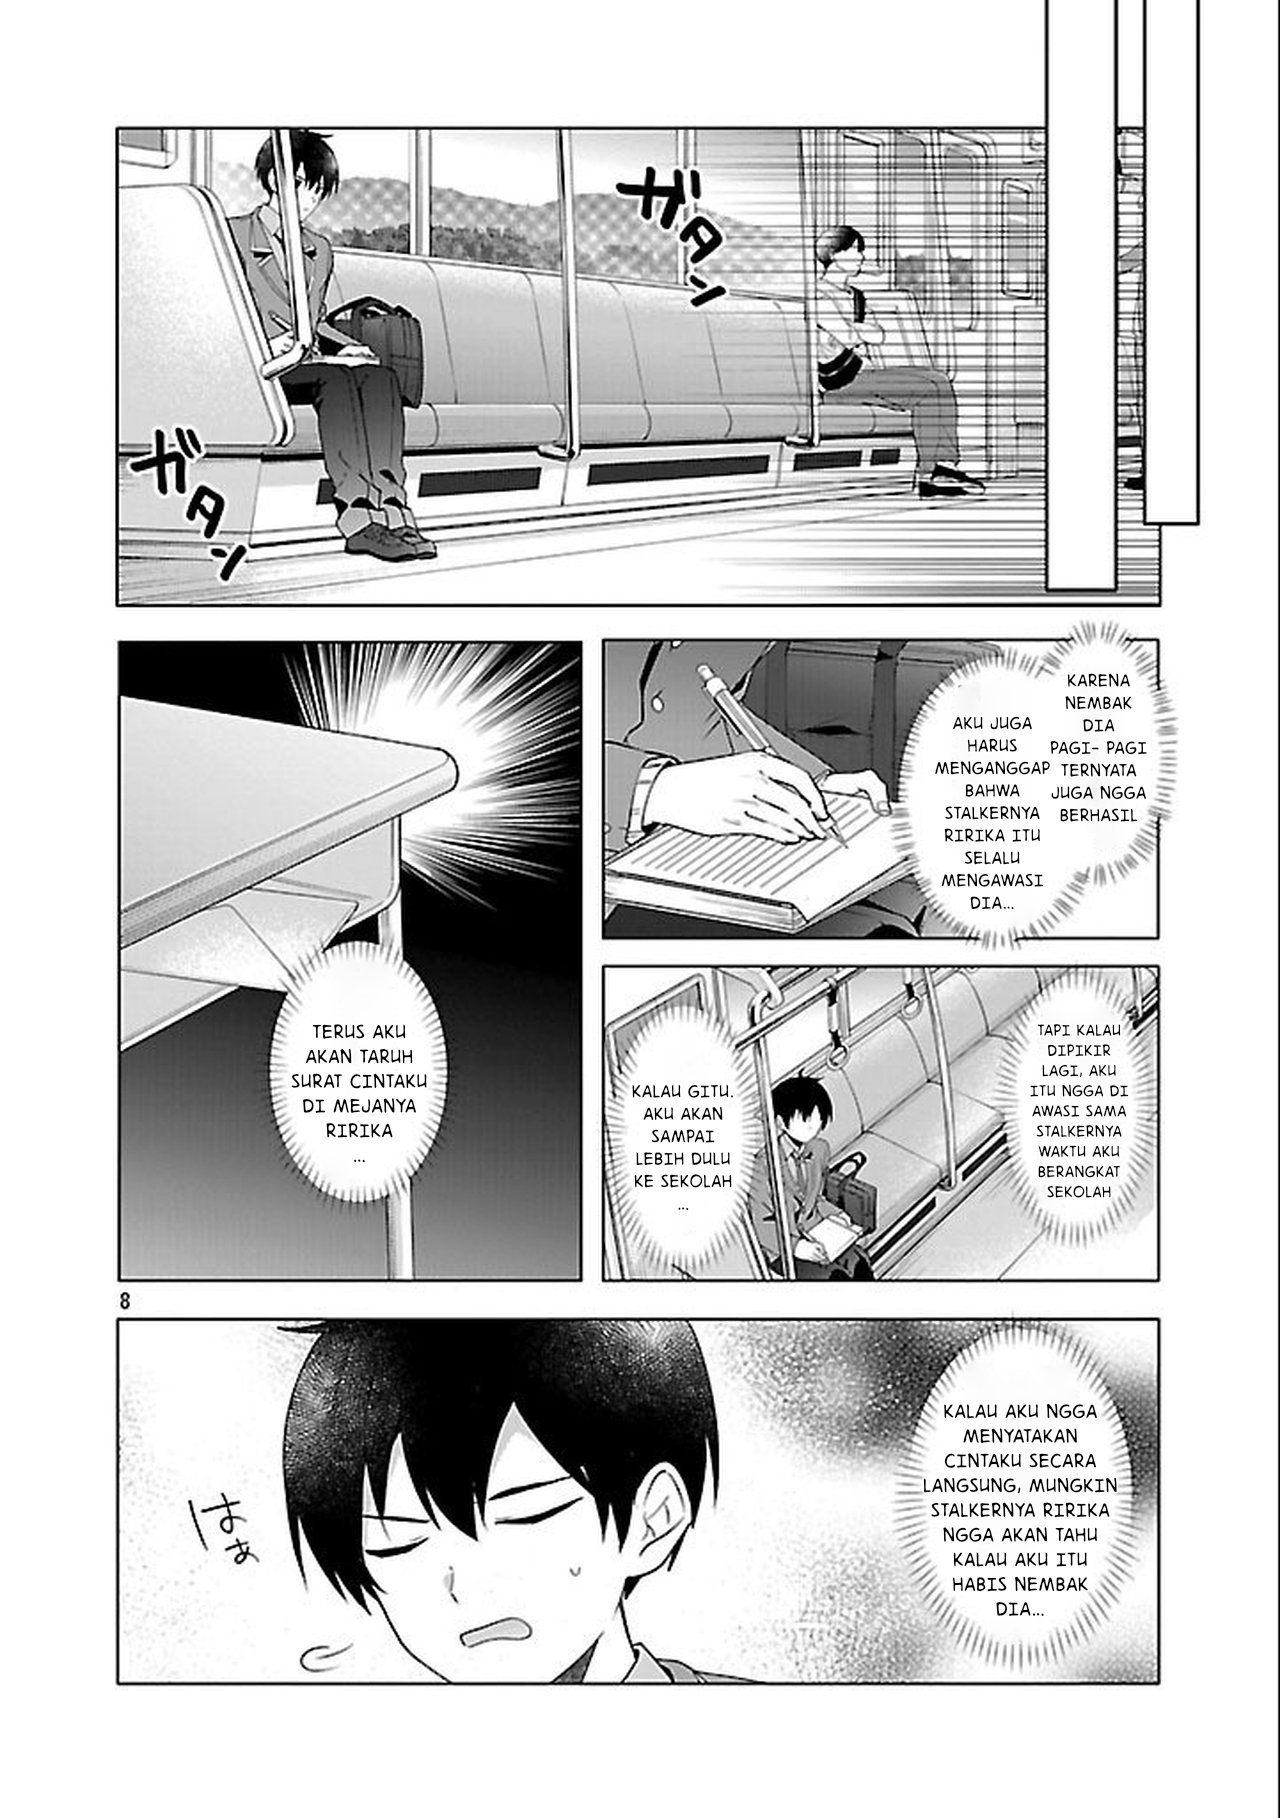 ガタン
ガタン
KARENA
NEMBAK
DIA
PAGI- PAGI
TERNYATA
JUGA NGGA
BERHASIL
AKU JUGA
HARUS
MENGANGGAP
BAHWA
STALKERNYA
RIRIKA ITU
SELALU
MENGAWASI
DIA...
TAPI KALAU
DIPIKIR
LAGI, AKU
ITU NGGA DI
AWASI SAMA
STALKERNYA
WAKTU AKU
BERANGKAT
SEKOLAH
KALAU GITU.
AKU AKAN
SAMPAI
LEBIH DULU
KE SEKOLAH
...
TERUS AKU
AKAN TARUH
SURAT CINTAKU
DI MEJANYA
RIRIKA
...
8
KALAU AKU NGGA
MENYATAKAN
CINTAKU SECARA
LANGSUNG, MUNGKIN
STALKERNYA RIRIKA
NGGA AKAN TAHU
KALAU AKU ITU
HABIS NEMBAK
DIA...
はぁ